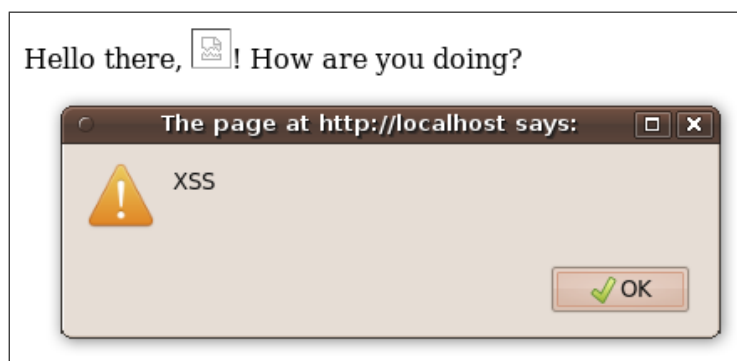 Hello there, ! How are you doing?
The page at http://localhost says:
XSS
OK